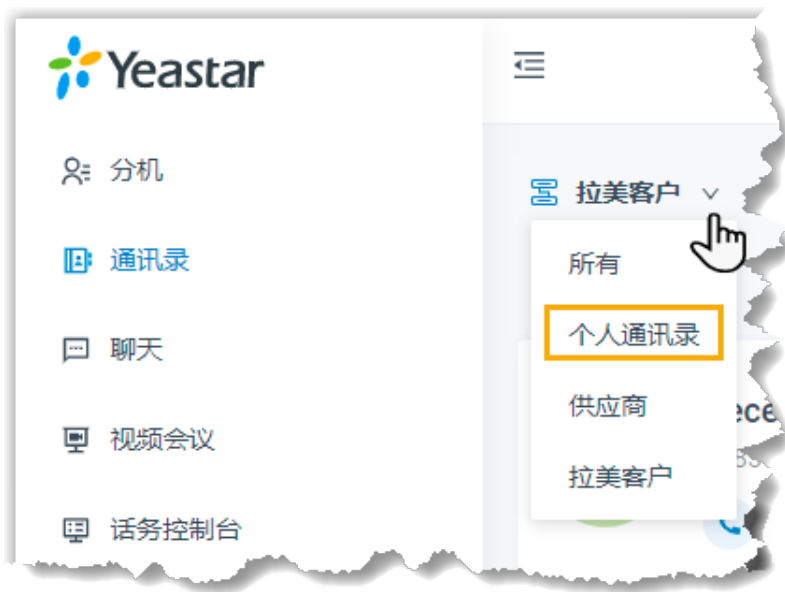 Yeastar
分机
通讯录
聊天
视频会议
话务控制台
拉美客户
所有
个人通讯录
供应商
拉美客户